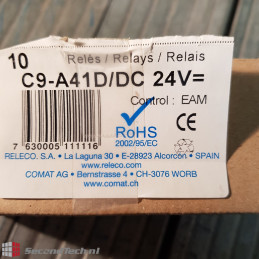 10 Relés / Relays / Relais
C9-A41D/DC 24V=
Control : EAM
RoHS
2002/95/EC
7 630005 111116
RELECO, S.A. • La Laguna 30 • E-28923 Alcorcón • SPAIN
www.releco.com
COMAT AG • Bernstrasse 4 • CH-3076 WORB
www.comat.ch